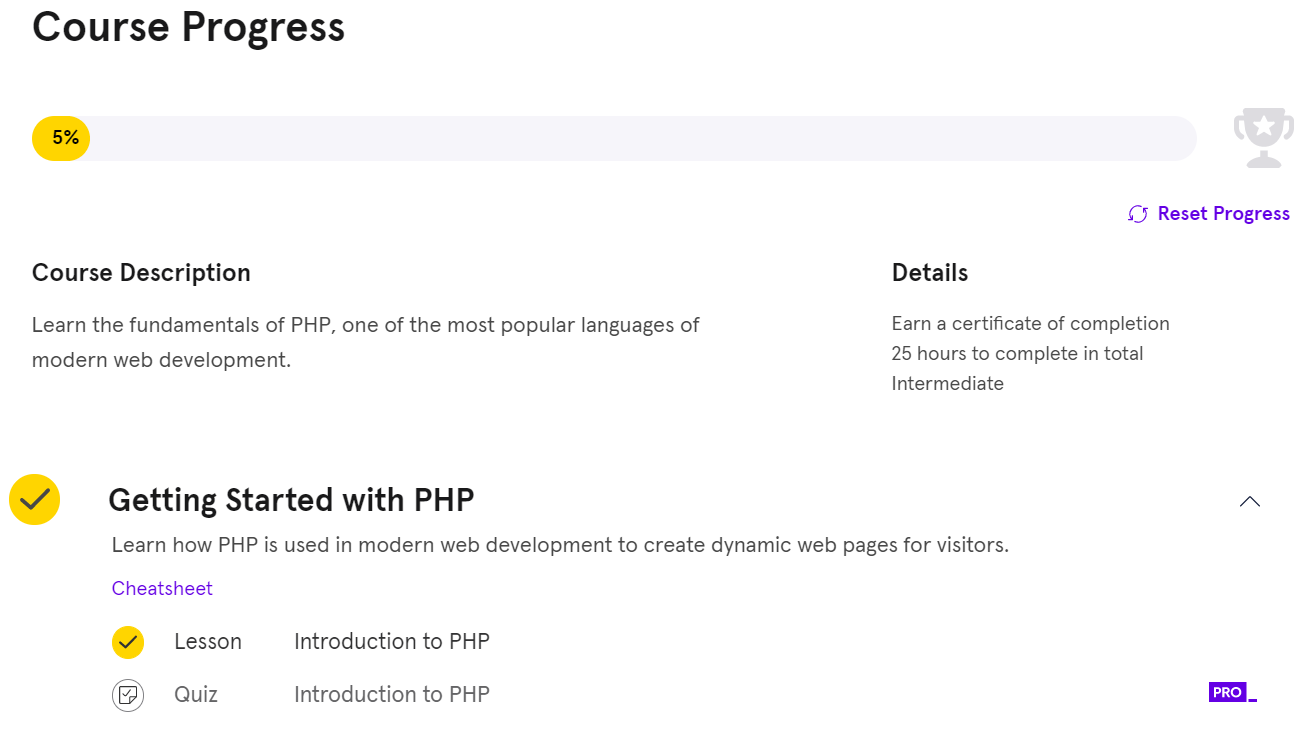 Course Progress
5%
Reset Progress
Course Description
Learn the fundamentals of PHP, one of the most popular languages of
modern web development.
Details
Earn a certificate of completion
25 hours to complete in total
Intermediate
Getting Started with PHP
Learn how PHP is used in modern web development to create dynamic web pages for visitors.
Cheatsheet
Lesson Introduction to PHP
Quiz Introduction to PHP
PRO